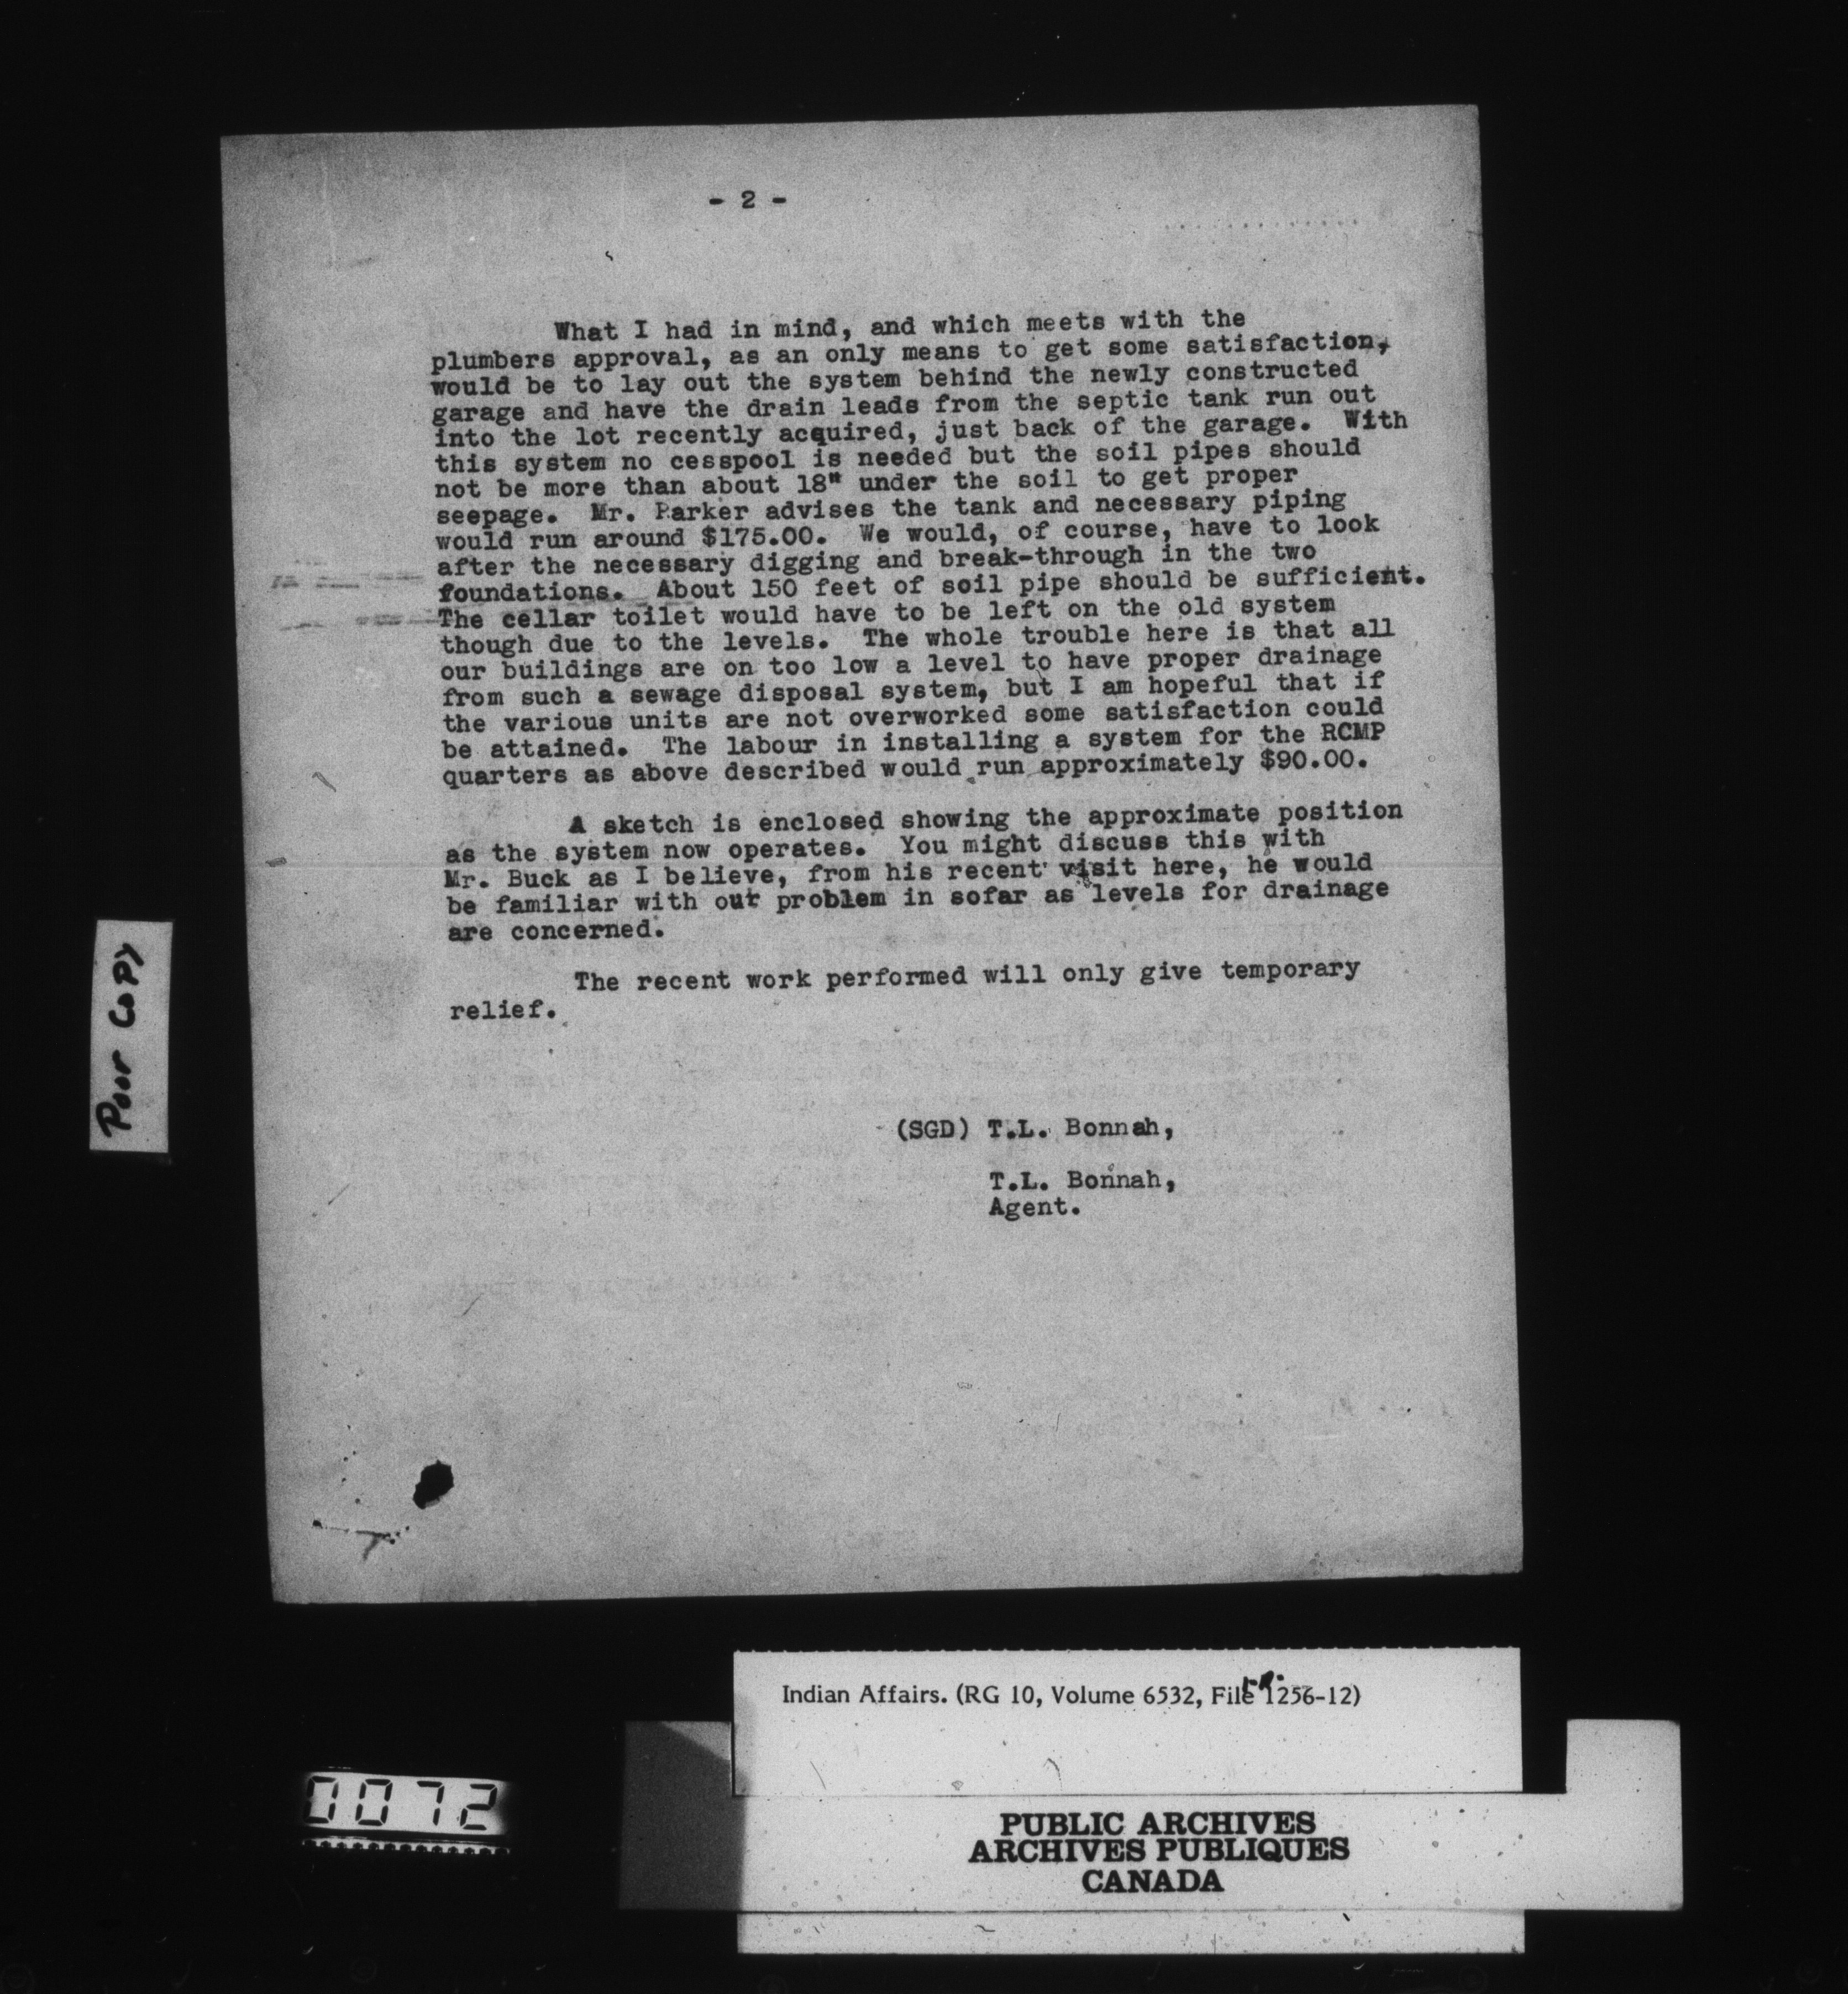 - 2 -
What I had in mind, and which meets with the
plumbers approval, as an only means to get some satisfaction,
would be to lay out the system behind the newly constructed
garage and have the drain leads from the septic tank run out
into the lot recently acquired, just back of the garage. With
this system no cesspool is needed but the soil pipes should
not be more than about 18" under the soil to get proper
seepage. Mr. Parker advises the tank and necessary piping
would run around $175.00. We would, of course, have to look
after the necessary digging and break-through in the two
foundations. About 150 feet of soil pipe should be sufficient.
The cellar toilet would have to be left on the old system
though due to the levels. The whole trouble here is that all
our buildings are on too low a level to have proper drainage
from such a sewage disposal system, but I am hopeful that if
the various units are not overworked some satisfaction could
be attained. The labour in installing a system for the RCMP
quarters as above described would run approximately $90.00.
A sketch is enclosed showing the approximate position
as the system now operates. You might discuss this with
Mr. Buck as I believe, from his recent visit here, he would
be familiar with our problem in sofar as levels for drainage
are concerned.
The recent work performed will only give temporary
relief.
(SGD) T.L. Bonnah,
T.L. Bonnah,
Agent.
Poor Copy
Indian Affairs. (RG 10, Volume 6532, File 1256-12)
0072
PUBLIC ARCHIVES
ARCHIVES PUBLIQUES
CANADA